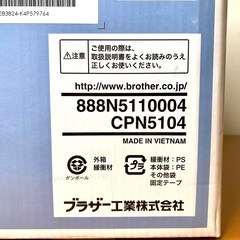 E83824-K4P579764
注意
ご使用の際は、
取扱説明書をよくお読みのうえ
正しくお使いください。
http://www.brother.co.jp/
888N5110004
CPN5104
MADE IN VIETNAM
外箱
ダンボール
緩衝材
緩衝材：PS
本体袋：PE
その他袋
固定テープ
ブラザー工業株式会社